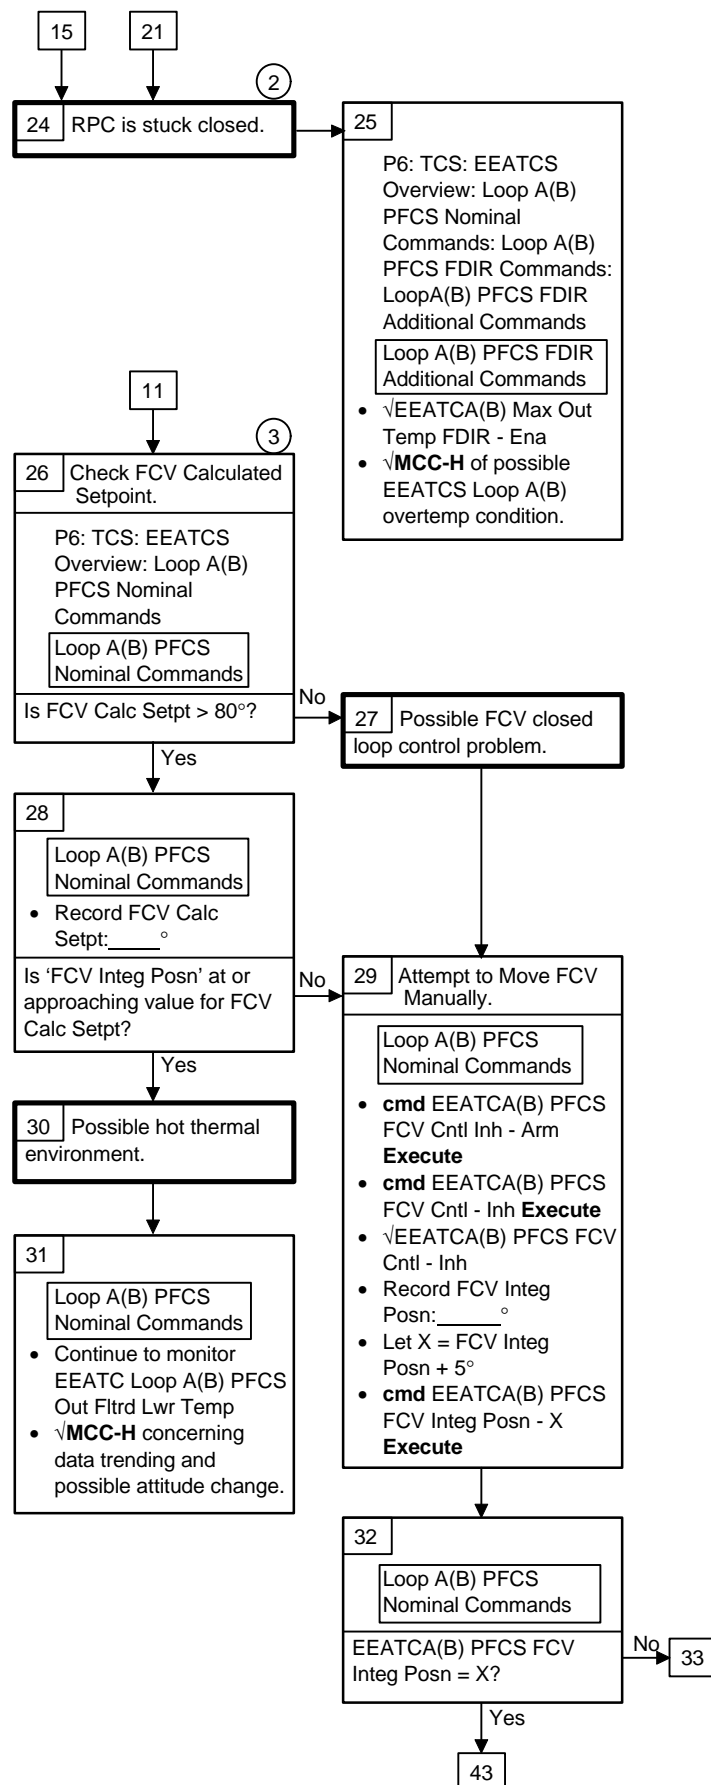 15
21
2
24 RPC is stuck closed.
25
P6: TCS: EEATCS
Overview: Loop A(B)
PFCS Nominal
Commands: Loop A(B)
PFCS FDIR Commands:
LoopA(B) PFCS FDIR
Additional Commands
Loop A(B) PFCS FDIR
Additional Commands
• √EEATCA(B) Max Out
Temp FDIR - Ena
• √MCC-H of possible
EEATCS Loop A(B)
overtemp condition.
11
3
26 Check FCV Calculated
Setpoint.
P6: TCS: EEATCS
Overview: Loop A(B)
PFCS Nominal
Commands
Loop A(B) PFCS
Nominal Commands
Is FCV Calc Setpt > 80°?
No
Yes
27 Possible FCV closed
loop control problem.
28
Loop A(B) PFCS
Nominal Commands
• Record FCV Calc
Setpt:_____°
Is ‘FCV Integ Posn’ at or
approaching value for FCV
Calc Setpt?
No
Yes
29 Attempt to Move FCV
Manually.
Loop A(B) PFCS
Nominal Commands
• cmd EEATCA(B) PFCS
FCV Cntl Inh - Arm
Execute
• cmd EEATCA(B) PFCS
FCV Cntl - Inh Execute
• √EEATCA(B) PFCS FCV
Cntl - Inh
• Record FCV Integ
Posn:______°
• Let X = FCV Integ
Posn + 5°
• cmd EEATCA(B) PFCS
FCV Integ Posn - X
Execute
30 Possible hot thermal
environment.
31
Loop A(B) PFCS
Nominal Commands
• Continue to monitor
EEATC Loop A(B) PFCS
Out Fltrd Lwr Temp
• √MCC-H concerning
data trending and
possible attitude change.
32
Loop A(B) PFCS
Nominal Commands
EEATCA(B) PFCS FCV
Integ Posn = X?
No
33
Yes
43